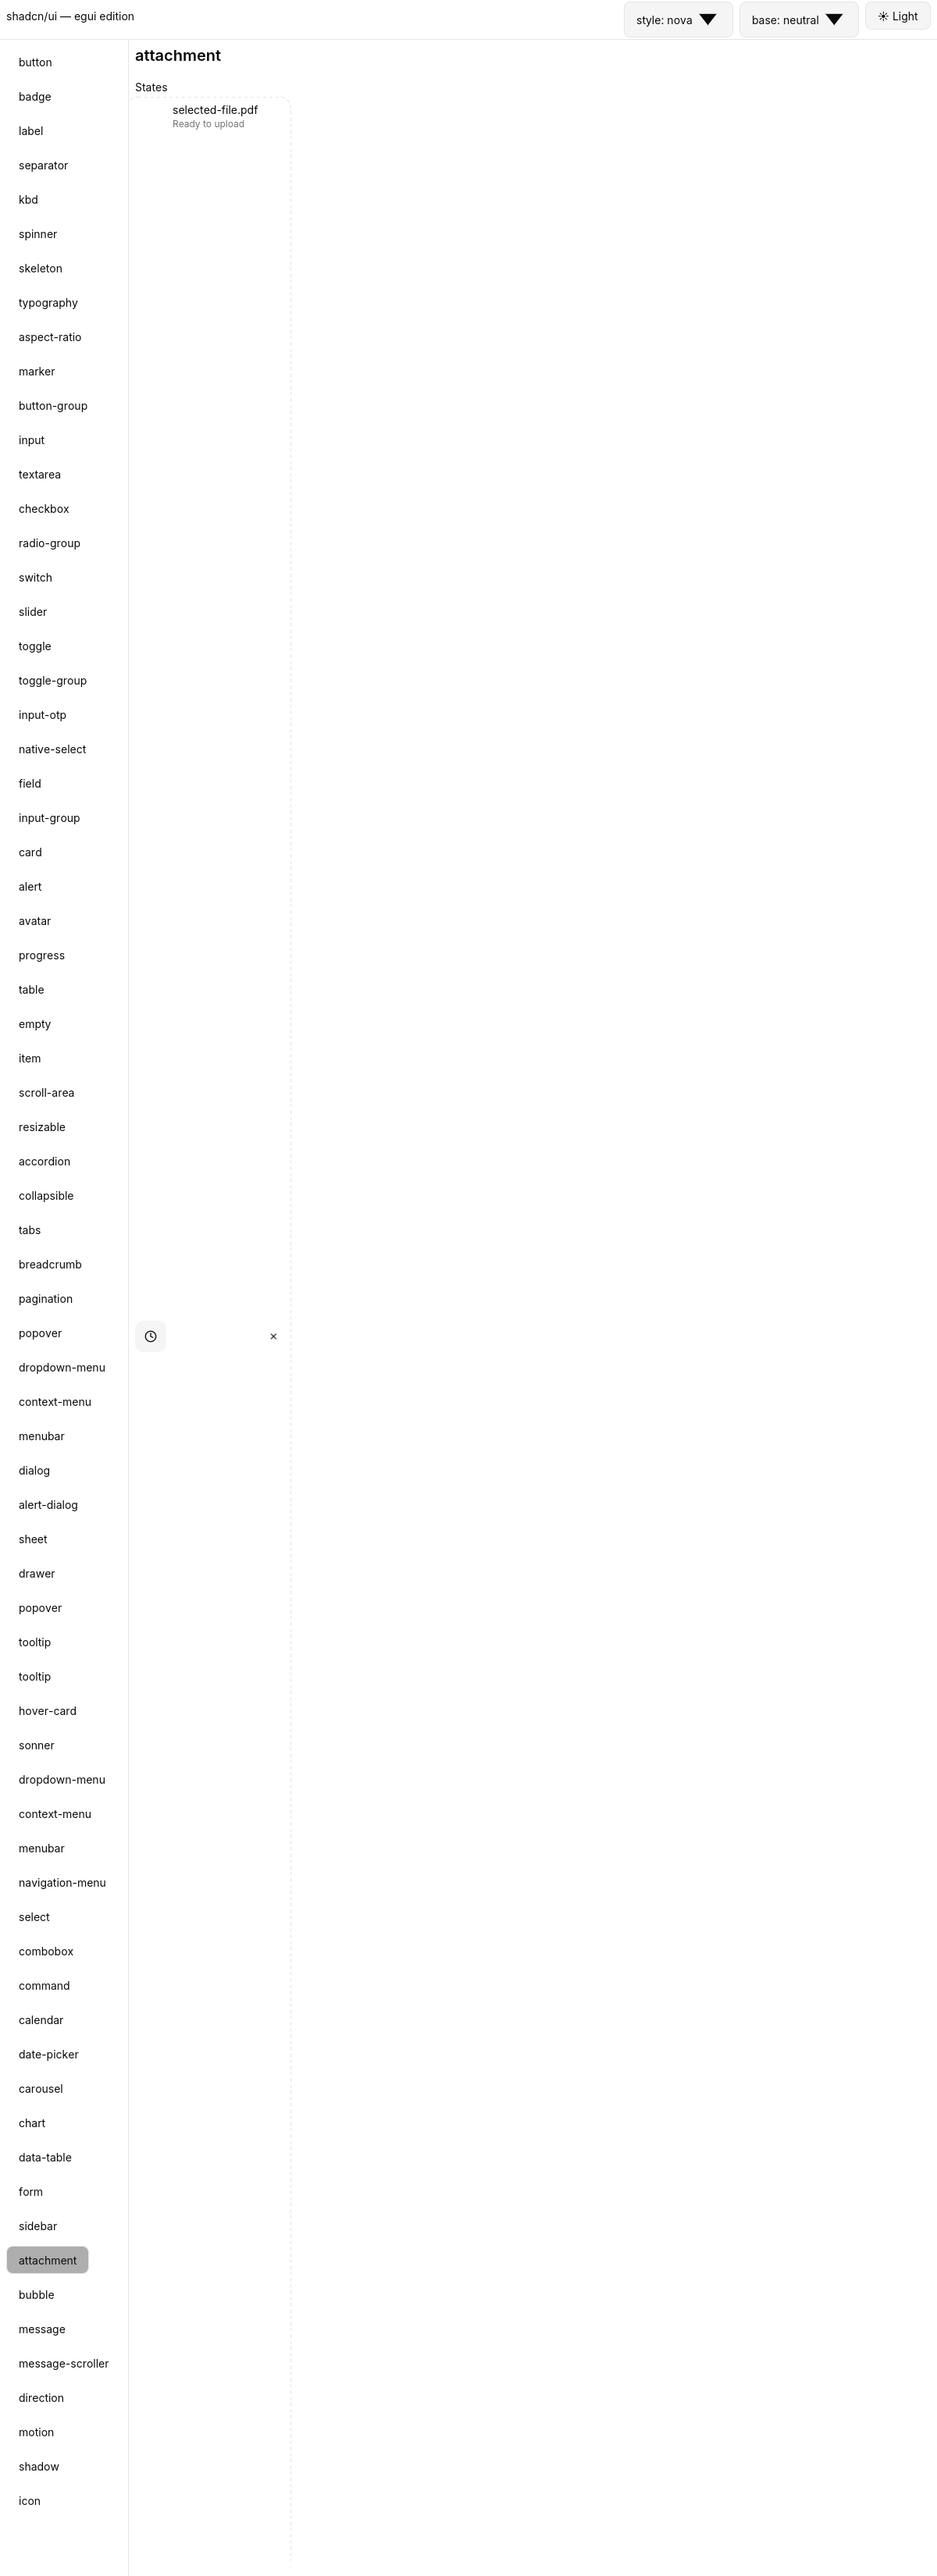 shadcn/ui — egui edition
style: nova
base: neutral
☀ Light
button
badge
label
separator
kbd
spinner
skeleton
typography
aspect-ratio
marker
button-group
input
textarea
checkbox
radio-group
switch
slider
toggle
toggle-group
input-otp
native-select
field
input-group
card
alert
avatar
progress
table
empty
item
scroll-area
resizable
accordion
collapsible
tabs
breadcrumb
pagination
popover
dropdown-menu
context-menu
menubar
dialog
alert-dialog
sheet
drawer
popover
tooltip
tooltip
hover-card
sonner
dropdown-menu
context-menu
menubar
navigation-menu
select
combobox
command
calendar
date-picker
carousel
chart
data-table
form
sidebar
attachment
bubble
message
message-scroller
direction
motion
shadow
icon
attachment
States
selected-file.pdf
Ready to upload